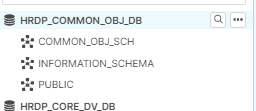 HRDP_COMMON_OBJ_DB
COMMON_OBJ_SCH
INFORMATION_SCHEMA
PUBLIC
HRDP_CORE_DV_DB